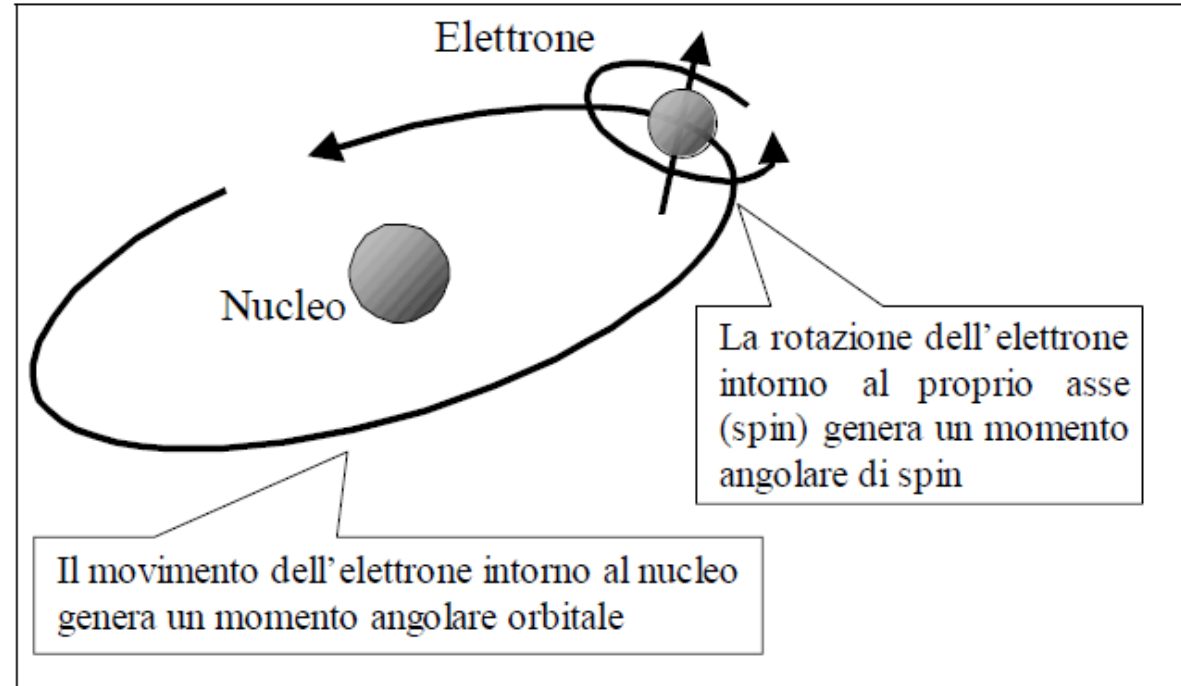 Elettrone
Nucleo
La rotazione dell'elettrone
intorno al proprio asse
(spin) genera un momento
angolare di spin
Il movimento dell'elettrone intorno al nucleo
genera un momento angolare orbitale